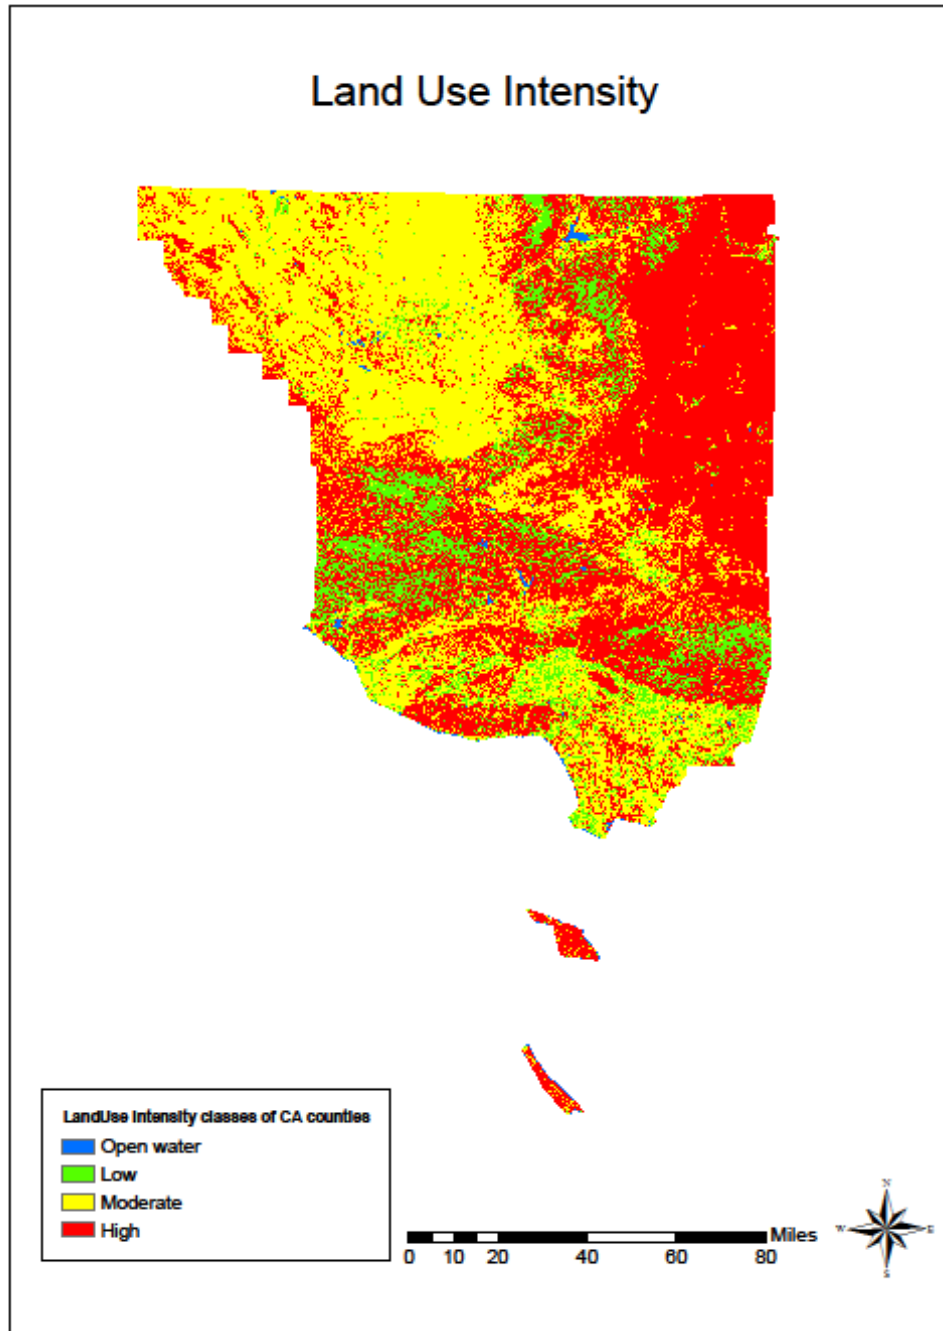 Land Use Intensity
LandUse Intensity classes of CA counties
Open water
Low
Moderate
High
Miles
0 10 20 40 60 80
N
W E
S